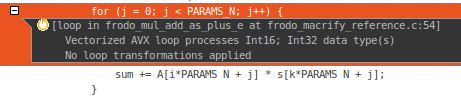 for (j = 0; j < PARAMS_N; j++) {
[loop in frodo_mul_add_as_plus_e at frodo_macrify_reference.c:54]
Vectorized AVX loop processes Int16; Int32 data type(s)
No loop transformations applied
sum += A[i*PARAMS_N + j] * s[k*PARAMS_N + j];
}